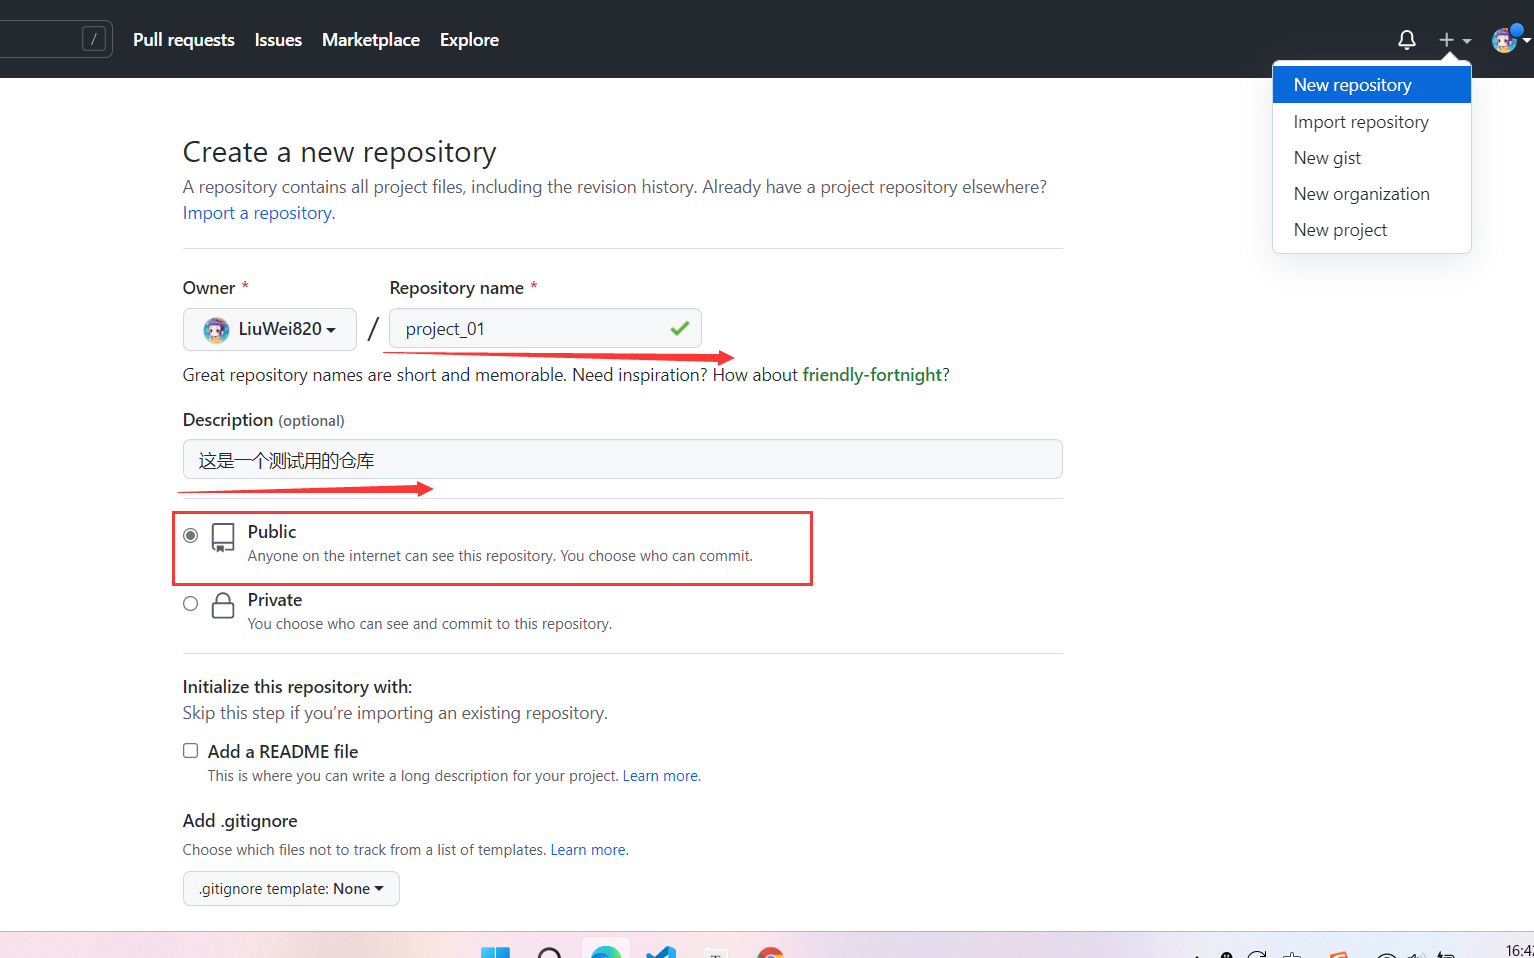 /
Pull requests
Issues
Marketplace
Explore
New repository
Import repository
New gist
New organization
New project
Create a new repository
A repository contains all project files, including the revision history. Already have a project repository elsewhere?
Import a repository.
Owner *
Repository name *
LiuWei820
/
project_01
Great repository names are short and memorable. Need inspiration? How about friendly-fortnight?
Description (optional)
这是一个测试用的仓库
Public
Anyone on the internet can see this repository. You choose who can commit.
Private
You choose who can see and commit to this repository.
Initialize this repository with:
Skip this step if you’re importing an existing repository.
Add a README file
This is where you can write a long description for your project. Learn more.
Add .gitignore
Choose which files not to track from a list of templates. Learn more.
.gitignore template: None